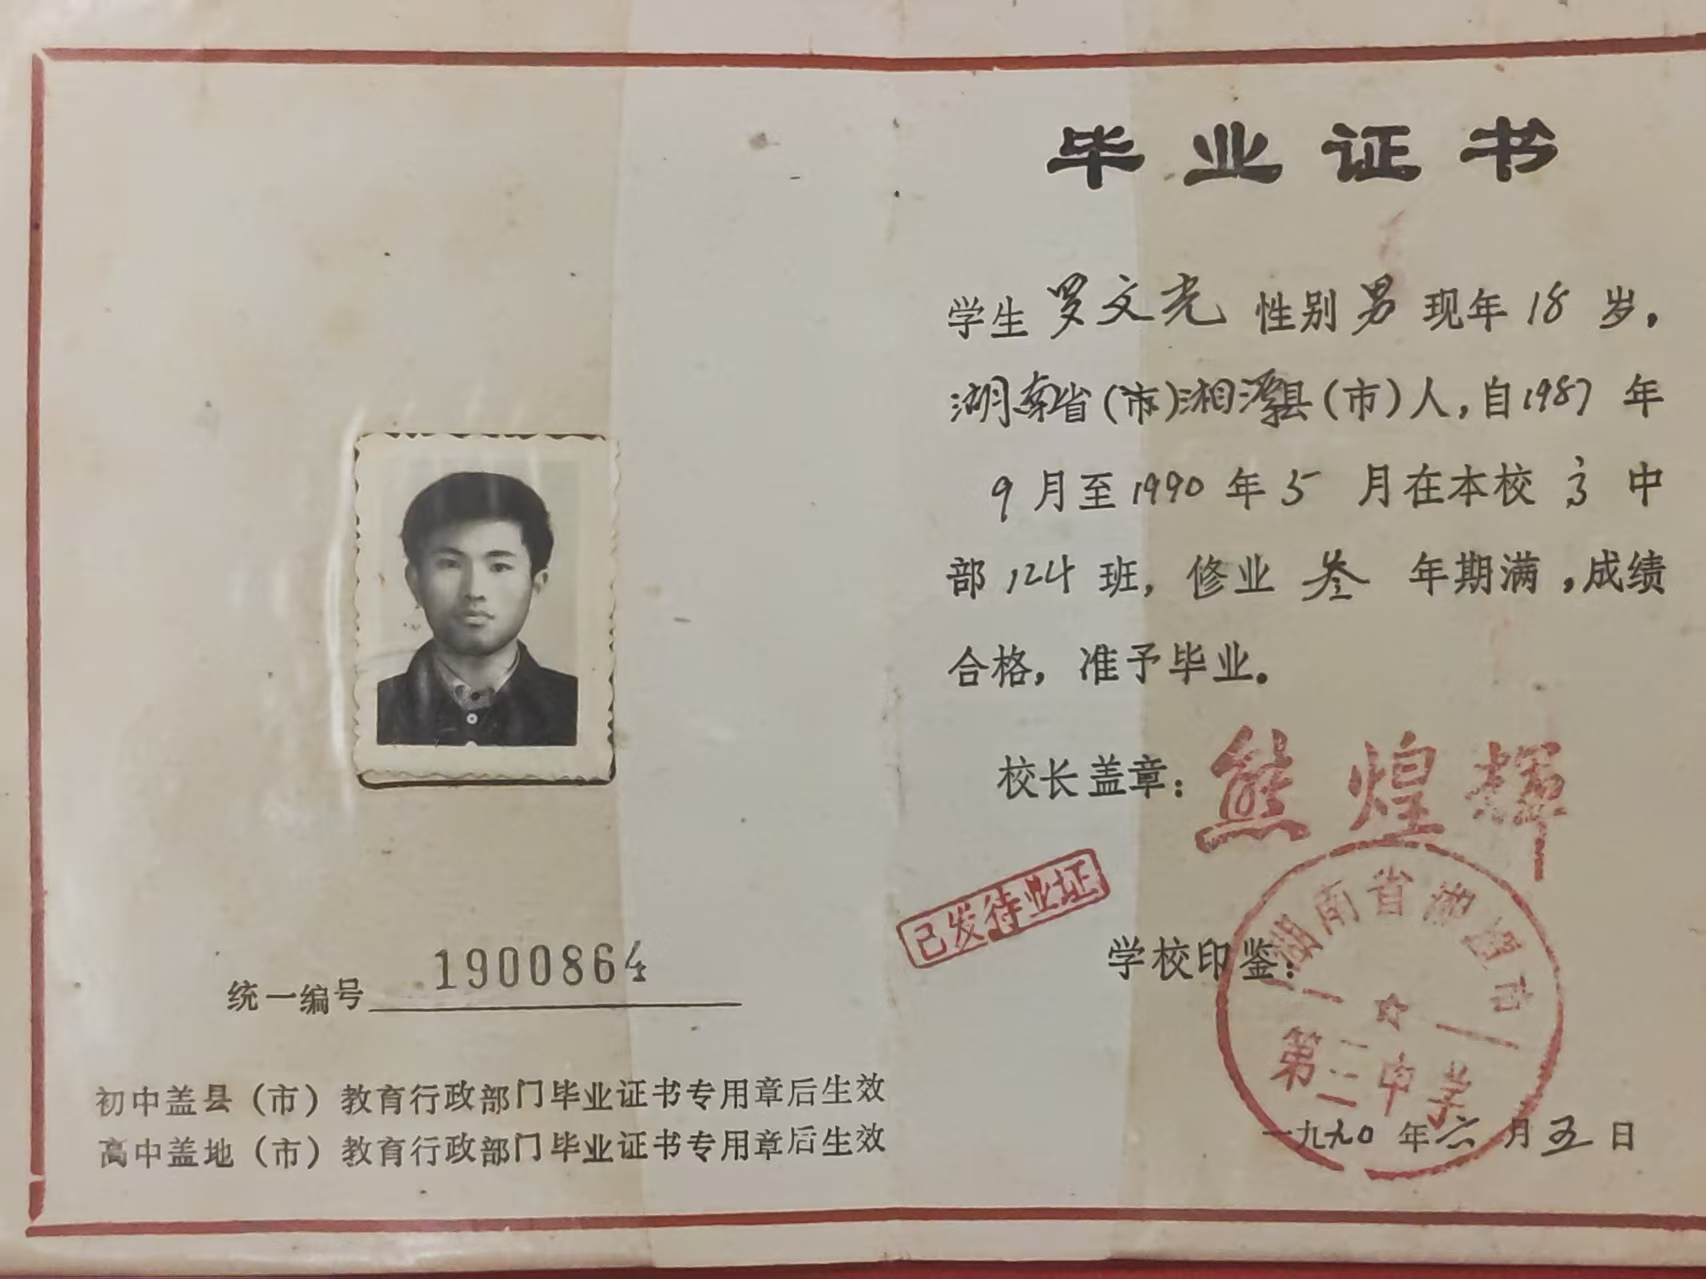 毕业证书
学生 罗文光 性别 男 现年 18 岁,
湖南省(市)湘潭县(市)人,自1987年
9月至1990年5月在本校高中
部124班,修业叁年期满,成绩
合格,准予毕业。
校长盖章:熊煌輝
已发待业证
学校印鉴:
湖南省湘潭市
第三中学
一九九〇年六月五日
统一编号 1900864
初中盖县(市)教育行政部门毕业证书专用章后生效
高中盖地(市)教育行政部门毕业证书专用章后生效